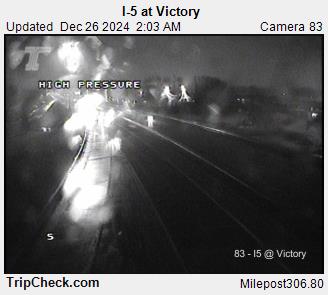 I-5 at Victory
Updated Dec 26 2024 2:03 AM Camera 83
T
HIGH PRESSURE
S
83 - I5 @ Victory
TripCheck.com Milepost306.80